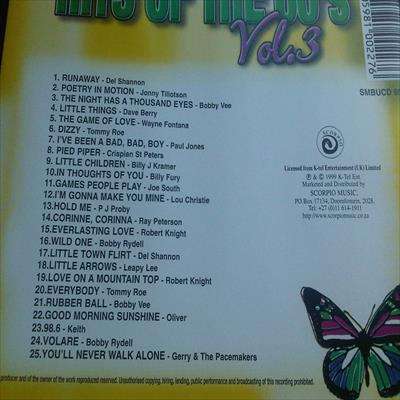 HITS OF THE 60'S
Vol.3
1. RUNAWAY - Del Shannon
2. POETRY IN MOTION - Jonny Tillotson
3. THE NIGHT HAS A THOUSAND EYES - Bobby Vee
4. LITTLE THINGS - Dave Berry
5. THE GAME OF LOVE - Wayne Fontana
6. DIZZY - Tommy Roe
7. I'VE BEEN A BAD, BAD, BOY - Paul Jones
8. PIED PIPER - Crispian St Peters
9. LITTLE CHILDREN - Billy J Kramer
10. IN THOUGHTS OF YOU - Billy Fury
11. GAMES PEOPLE PLAY - Joe South
12. I'M GONNA MAKE YOU MINE - Lou Christie
13. HOLD ME - P J Proby
14. CORINNE, CORINNA - Ray Peterson
15. EVERLASTING LOVE - Robert Knight
16. WILD ONE - Bobby Rydell
17. LITTLE TOWN FLIRT - Del Shannon
18. LITTLE ARROWS - Leapy Lee
19. LOVE ON A MOUNTAIN TOP - Robert Knight
20. EVERYBODY - Tommy Roe
21. RUBBER BALL - Bobby Vee
22. GOOD MORNING SUNSHINE - Oliver
23. 98.6 - Keith
24. VOLARE - Bobby Rydell
25. YOU'LL NEVER WALK ALONE - Gerry & The Pacemakers
5981 002276
SMBUCD
SCORPIO
Licensed from K-tel Entertainment (UK) Limited
℗ & © 1999 K-Tel Ent.
Marketed and Distributed by
SCORPIO MUSIC.
PO Box 17134, Doornfontein, 2028.
Tel: +27 (011) 614-1911
http://www.scorpiomusic.co.za
producer and of the owner of the work reproduced reserved. Unauthorised copying, hiring, lending, public performance and broadcasting of this recording prohibited.